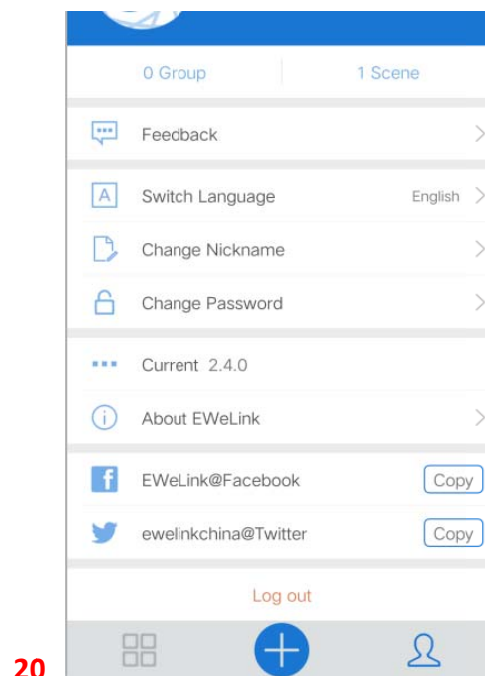 0 Group 1 Scene
Feedback
Switch Language English
A
Change Nickname
Change Password
Current 2.4.0
About EWeLink
EWeLink@Facebook Copy
ewelinkchina@Twitter Copy
Log out
20